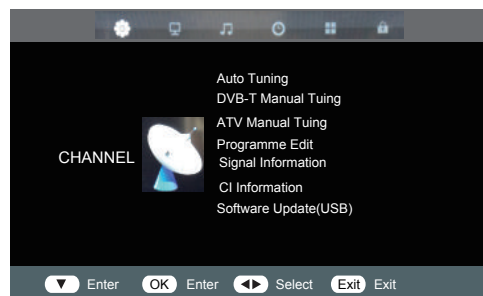 Auto Tuning
DVB-T Manual Tuing
ATV Manual Tuing
CHANNEL
Programme Edit
Signal Information
CI Information
Software Update(USB)
▼ Enter OK Enter ◀▶ Select Exit Exit